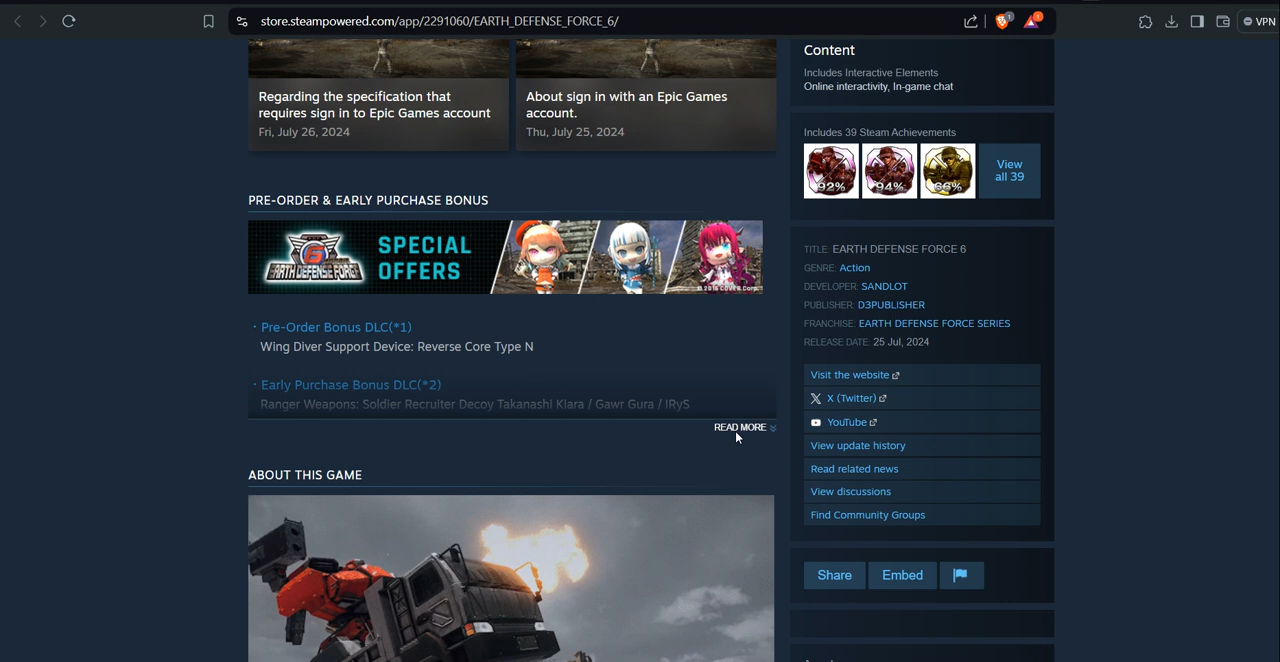 store.steampowered.com/app/2291060/EARTH_DEFENSE_FORCE_6/
1
1
VPN
Regarding the specification that
requires sign in to Epic Games account
Fri, July 26, 2024
About sign in with an Epic Games
account.
Thu, July 25, 2024
PRE-ORDER & EARLY PURCHASE BONUS
6
EARTH DEFENSE FORCE
SPECIAL
OFFERS
© 2016 COVER Corp.
· Pre-Order Bonus DLC(*1)
Wing Diver Support Device: Reverse Core Type N
· Early Purchase Bonus DLC(*2)
Ranger Weapons: Soldier Recruiter Decoy Takanashi Kiara / Gawr Gura / IRyS
READ MORE
ABOUT THIS GAME
Content
Includes Interactive Elements
Online interactivity, In-game chat
Includes 39 Steam Achievements
92%
94%
66%
View
all 39
TITLE: EARTH DEFENSE FORCE 6
GENRE: Action
DEVELOPER: SANDLOT
PUBLISHER: D3PUBLISHER
FRANCHISE: EARTH DEFENSE FORCE SERIES
RELEASE DATE: 25 Jul, 2024
Visit the website
X (Twitter)
YouTube
View update history
Read related news
View discussions
Find Community Groups
Share
Embed